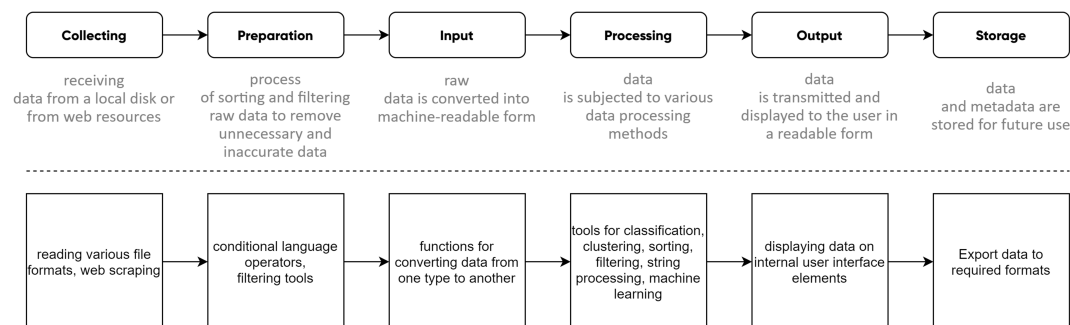 Collecting
Preparation
Input
Processing
Output
Storage
receiving
data from a local disk or
from web resources
process
of sorting and filtering
raw data to remove
unnecessary and
inaccurate data
raw
data is converted into
machine-readable form
data
is subjected to various
data processing
methods
data
is transmitted and
displayed to the user in
a readable form
data
and metadata are
stored for future use
reading various file
formats, web scraping
conditional language
operators,
filtering tools
functions for
converting data from
one type to another
tools for classification,
clustering, sorting,
filtering, string
processing, machine
learning
displaying data on
internal user interface
elements
Export data to
required formats